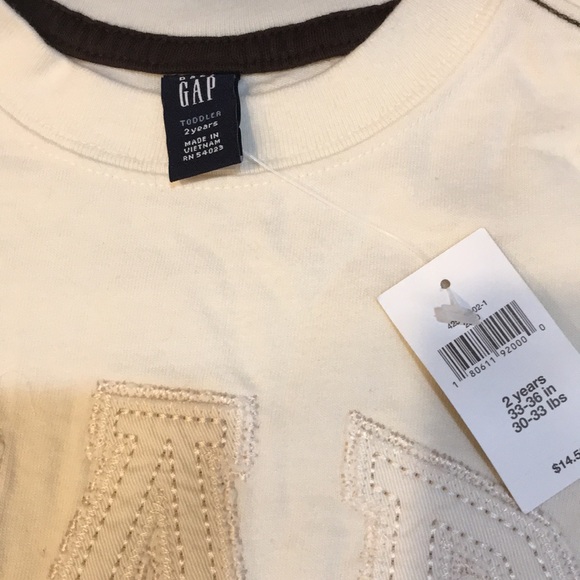 GAP
TODDLER
2 years
MADE IN
VIETNAM
RN 54023
1 80611 92000 0
2 years
33-36 in
30-33 lbs
$14.5